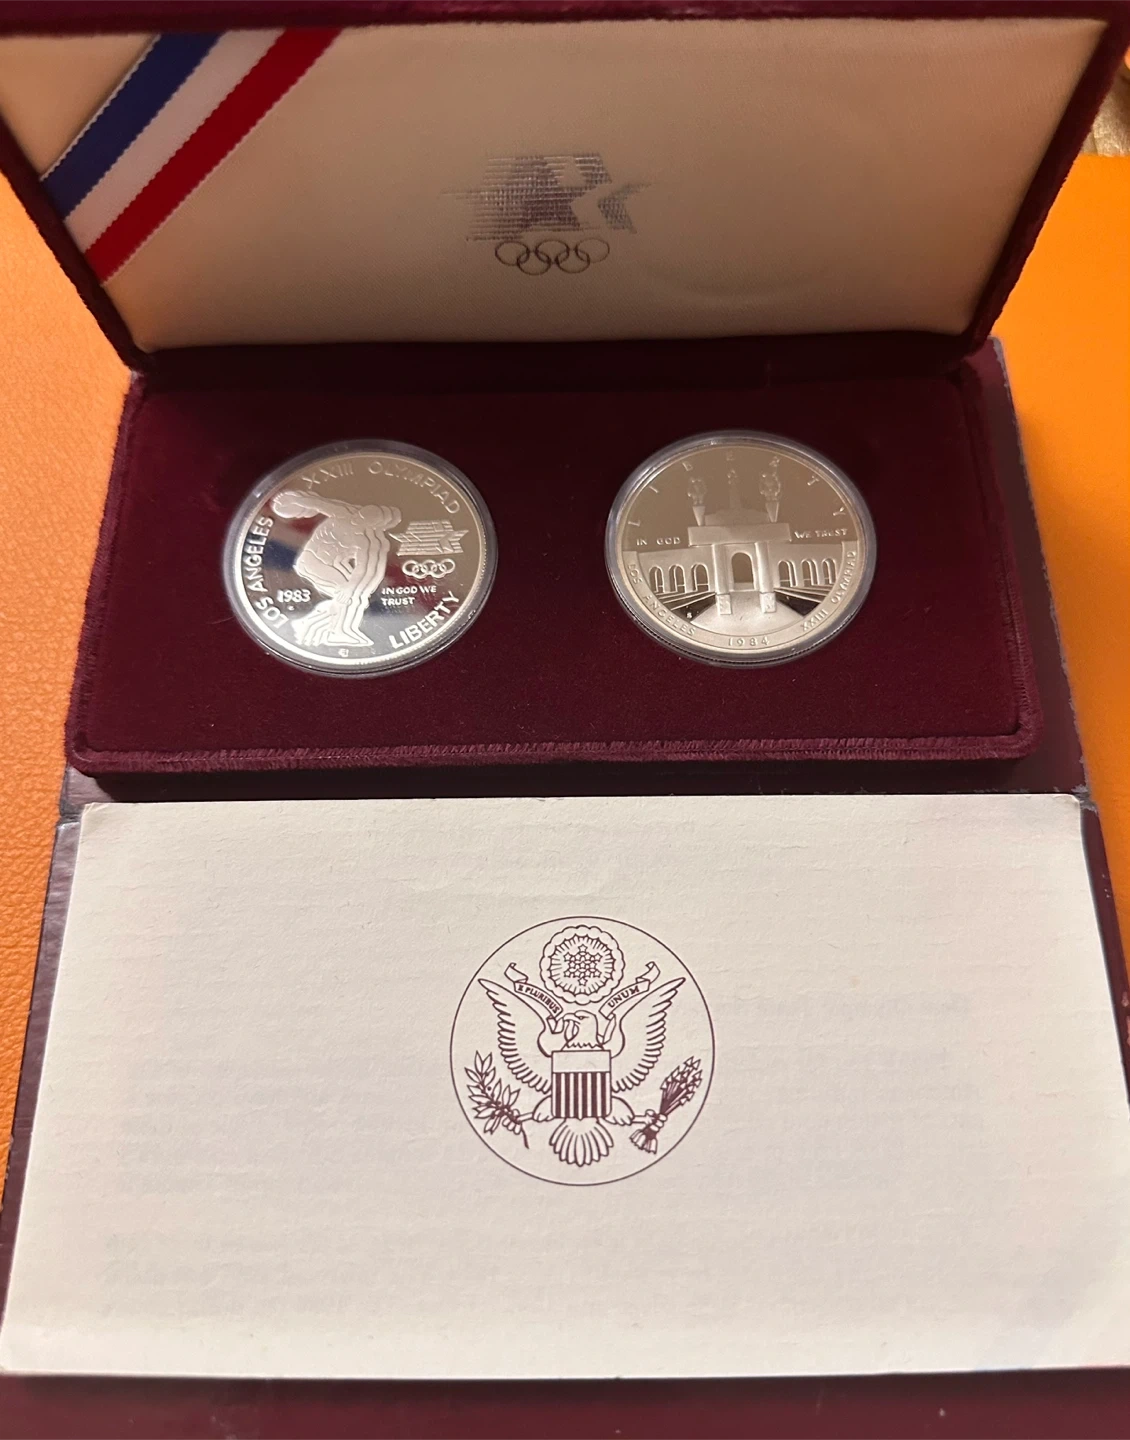 XXIII OLYMPIAD
LOS ANGELES
1983
S
IN GOD WE
TRUST
LIBERTY
LIBERTY
IN GOD WE TRUST
LOS ANGELES 1984 XXIII OLYMPIAD
S
E PLURIBUS UNUM